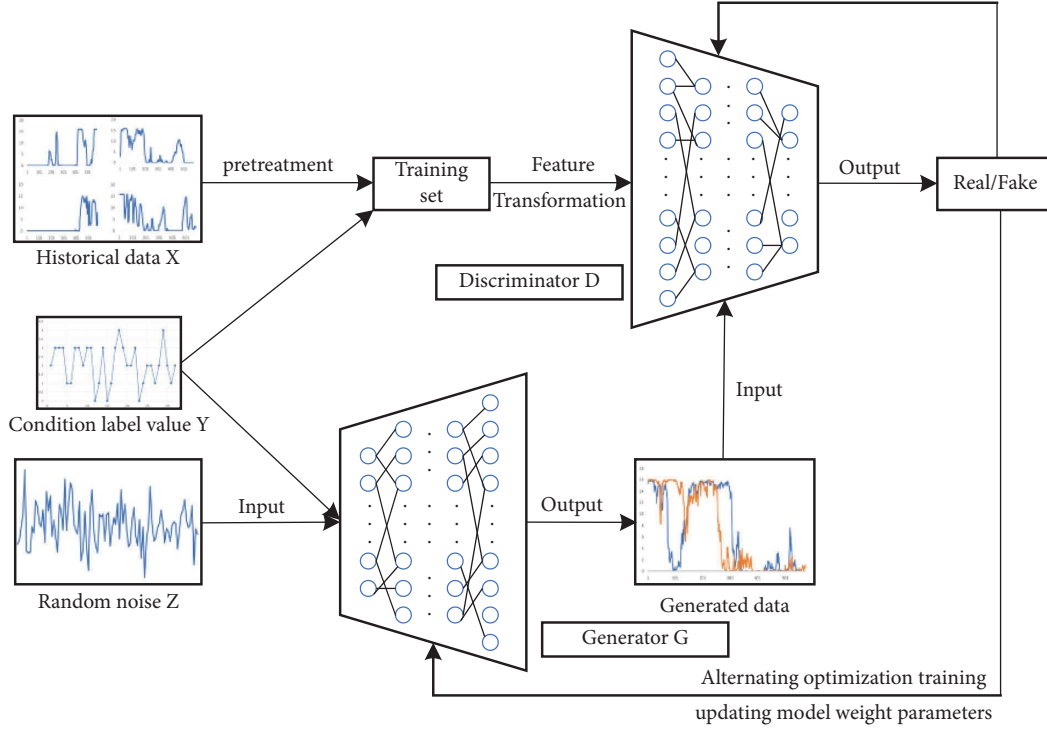 pretreatment
Training
set
Feature
Transformation
Output
Real/Fake
Historical data X
Discriminator D
Condition label value Y
Input
Input
Output
Random noise Z
Generated data
Generator G
Alternating optimization training
updating model weight parameters